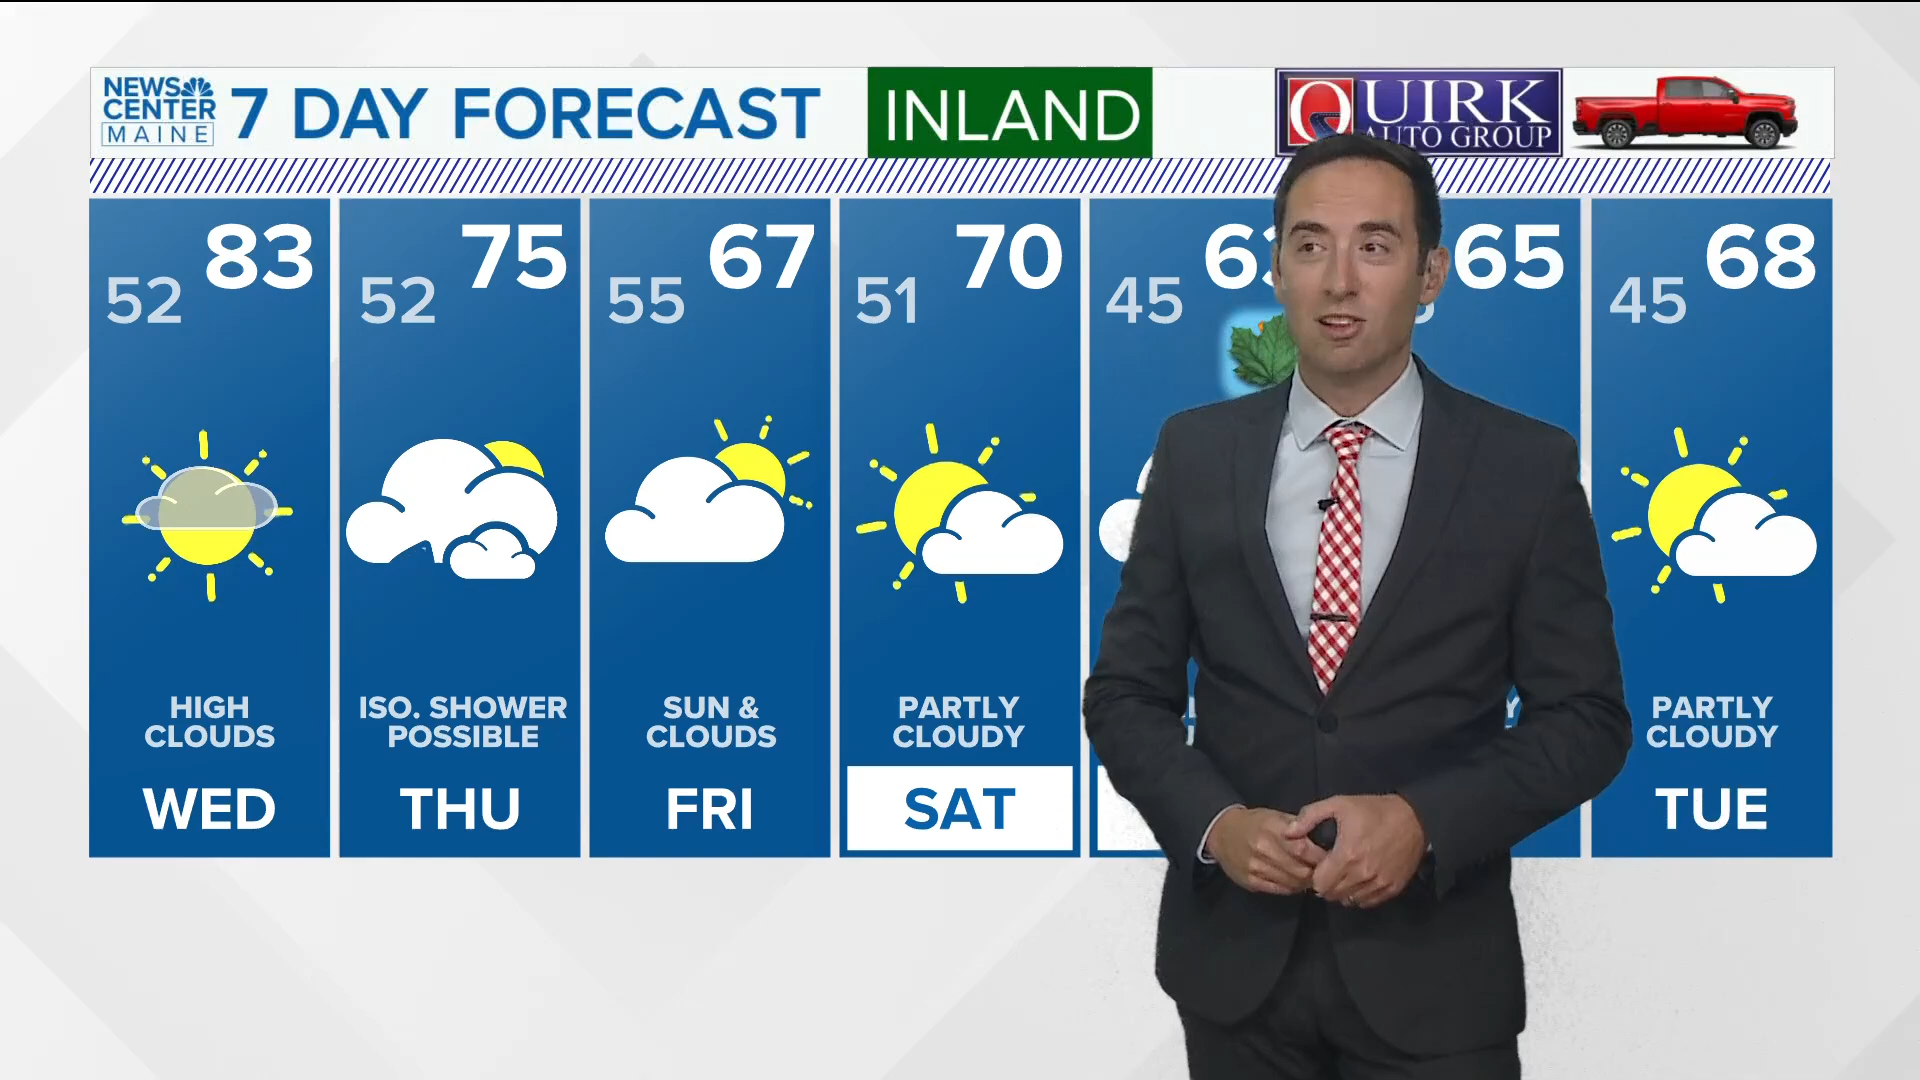 NEWS
CENTER
MAINE
7 DAY FORECAST
INLAND
QUIRK
AUTO GROUP
52 83
52 75
55 67
51 70
45
65
45 68
HIGH
CLOUDS
ISO. SHOWER
POSSIBLE
SUN &
CLOUDS
PARTLY
CLOUDY
PARTLY
CLOUDY
WED
THU
FRI
SAT
TUE